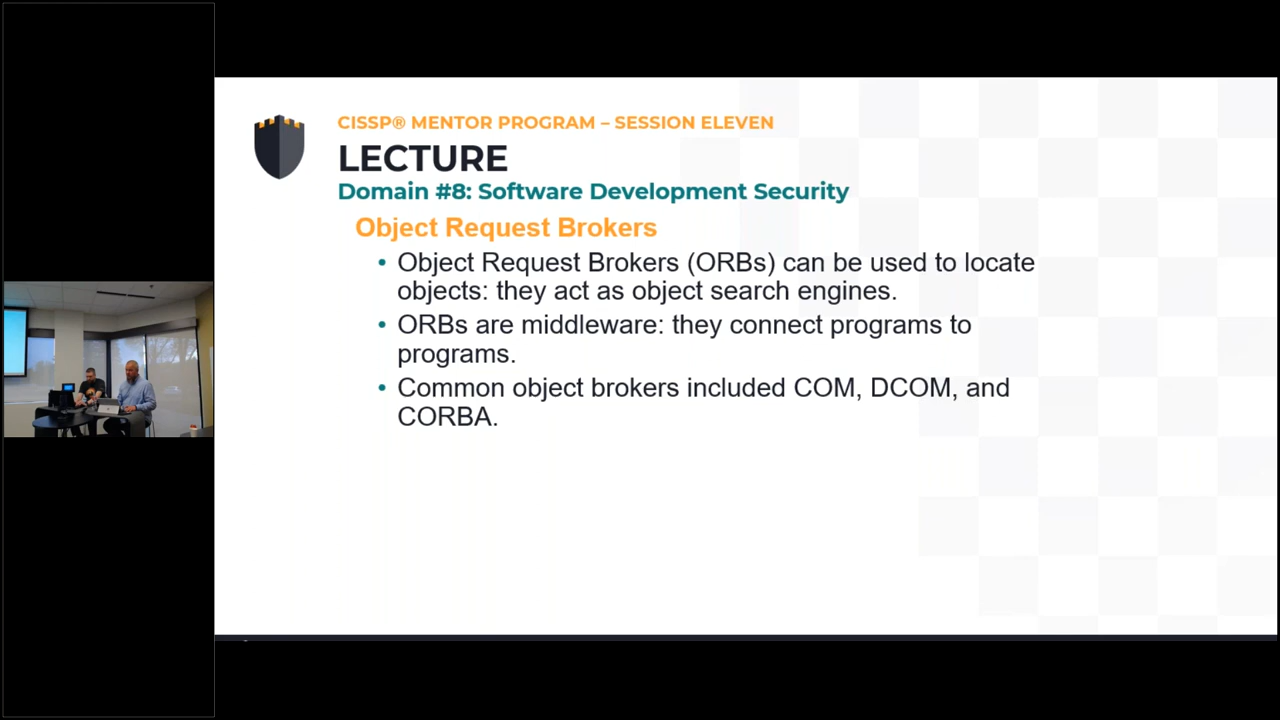 CISSP® MENTOR PROGRAM – SESSION ELEVEN
LECTURE
Domain #8: Software Development Security
Object Request Brokers
• Object Request Brokers (ORBs) can be used to locate
objects: they act as object search engines.
• ORBs are middleware: they connect programs to
programs.
• Common object brokers included COM, DCOM, and
CORBA.